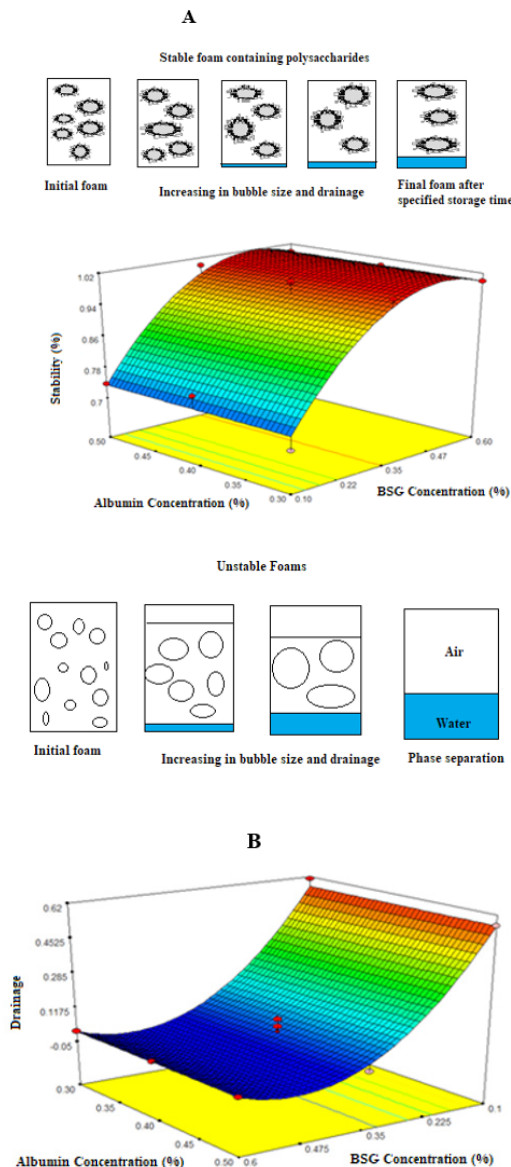 A
Stable foam containing polysaccharides
Initial foam
Increasing in bubble size and drainage
Final foam after
specified storage time
1.02
0.94
0.86
0.78
0.7
Stability (%)
0.50
0.45
0.40
0.35
0.30
Albumin Concentration (%)
0.10
0.22
0.35
0.47
0.60
BSG Concentration (%)
Unstable Foams
Air
Water
Initial foam
Increasing in bubble size and drainage
Phase separation
B
0.62
0.4525
0.285
0.1175
-0.05
Drainage
0.30
0.35
0.40
0.45
0.50
Albumin Concentration (%)
0.6
0.475
0.35
0.225
0.1
BSG Concentration (%)